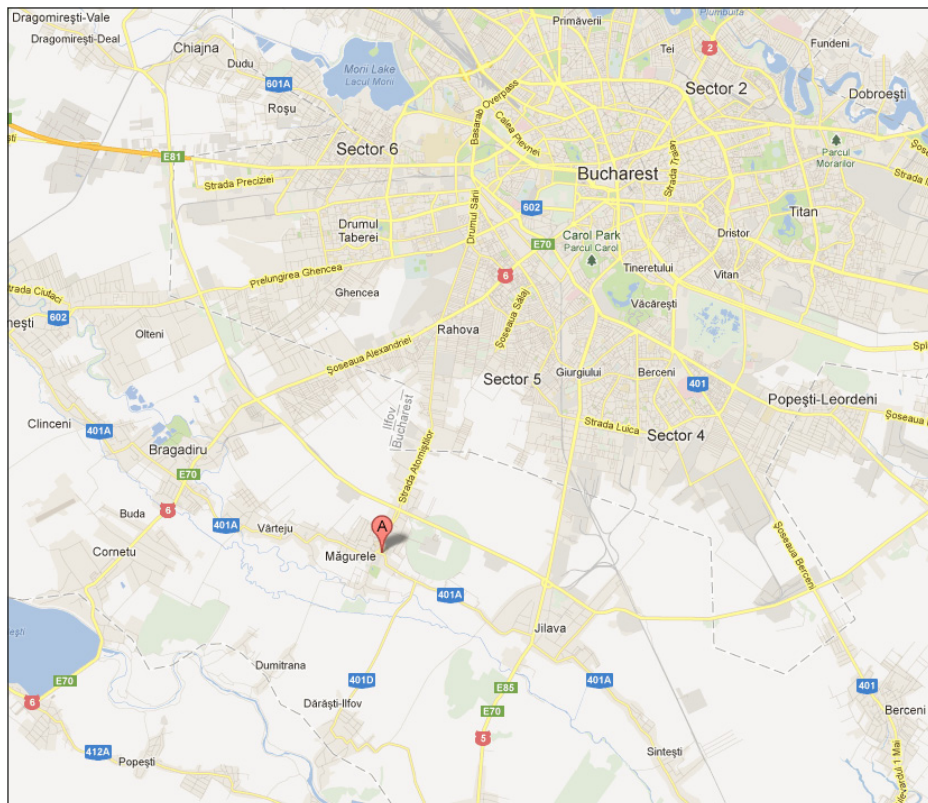 Dragomirești-Vale
Dragomirești-Deal
Chiajna
Dudu
601A
Roșu
Morii Lake
Lacul Morii
Primăverii
Plumbuita
Tei
2
Fundeni
Sector 2
Dobroești
Basarab Overpass
Calea Plevnei
Sector 6
E81
Strada Preciziei
Bucharest
Strada Traian
Parcul
Morarilor
Drumul Sării
602
Drumul
Taberei
E70
Carol Park
Parcul Carol
Titan
Dristor
Prelungirea Ghencea
6
Tineretului
Vitan
Ghencea
Șoseaua Sălaj
Văcărești
602
Olteni
Rahova
Șoseaua Alexandriei
Sector 5
Giurgiului
Berceni
401
Popești-Leordeni
Clinceni
401A
Ilfov
Bucharest
Strada Luica
Sector 4
Bragadiru
E70
Strada Atomiștilor
6
Buda
401A
Vârteju
A
Șoseaua Berceni
Cornetu
Măgurele
401A
Jilava
Dumitrana
E70
401D
E85
401A
401
6
Dărăști-Ilfov
E70
Berceni
5
412A
Popești
Sintești